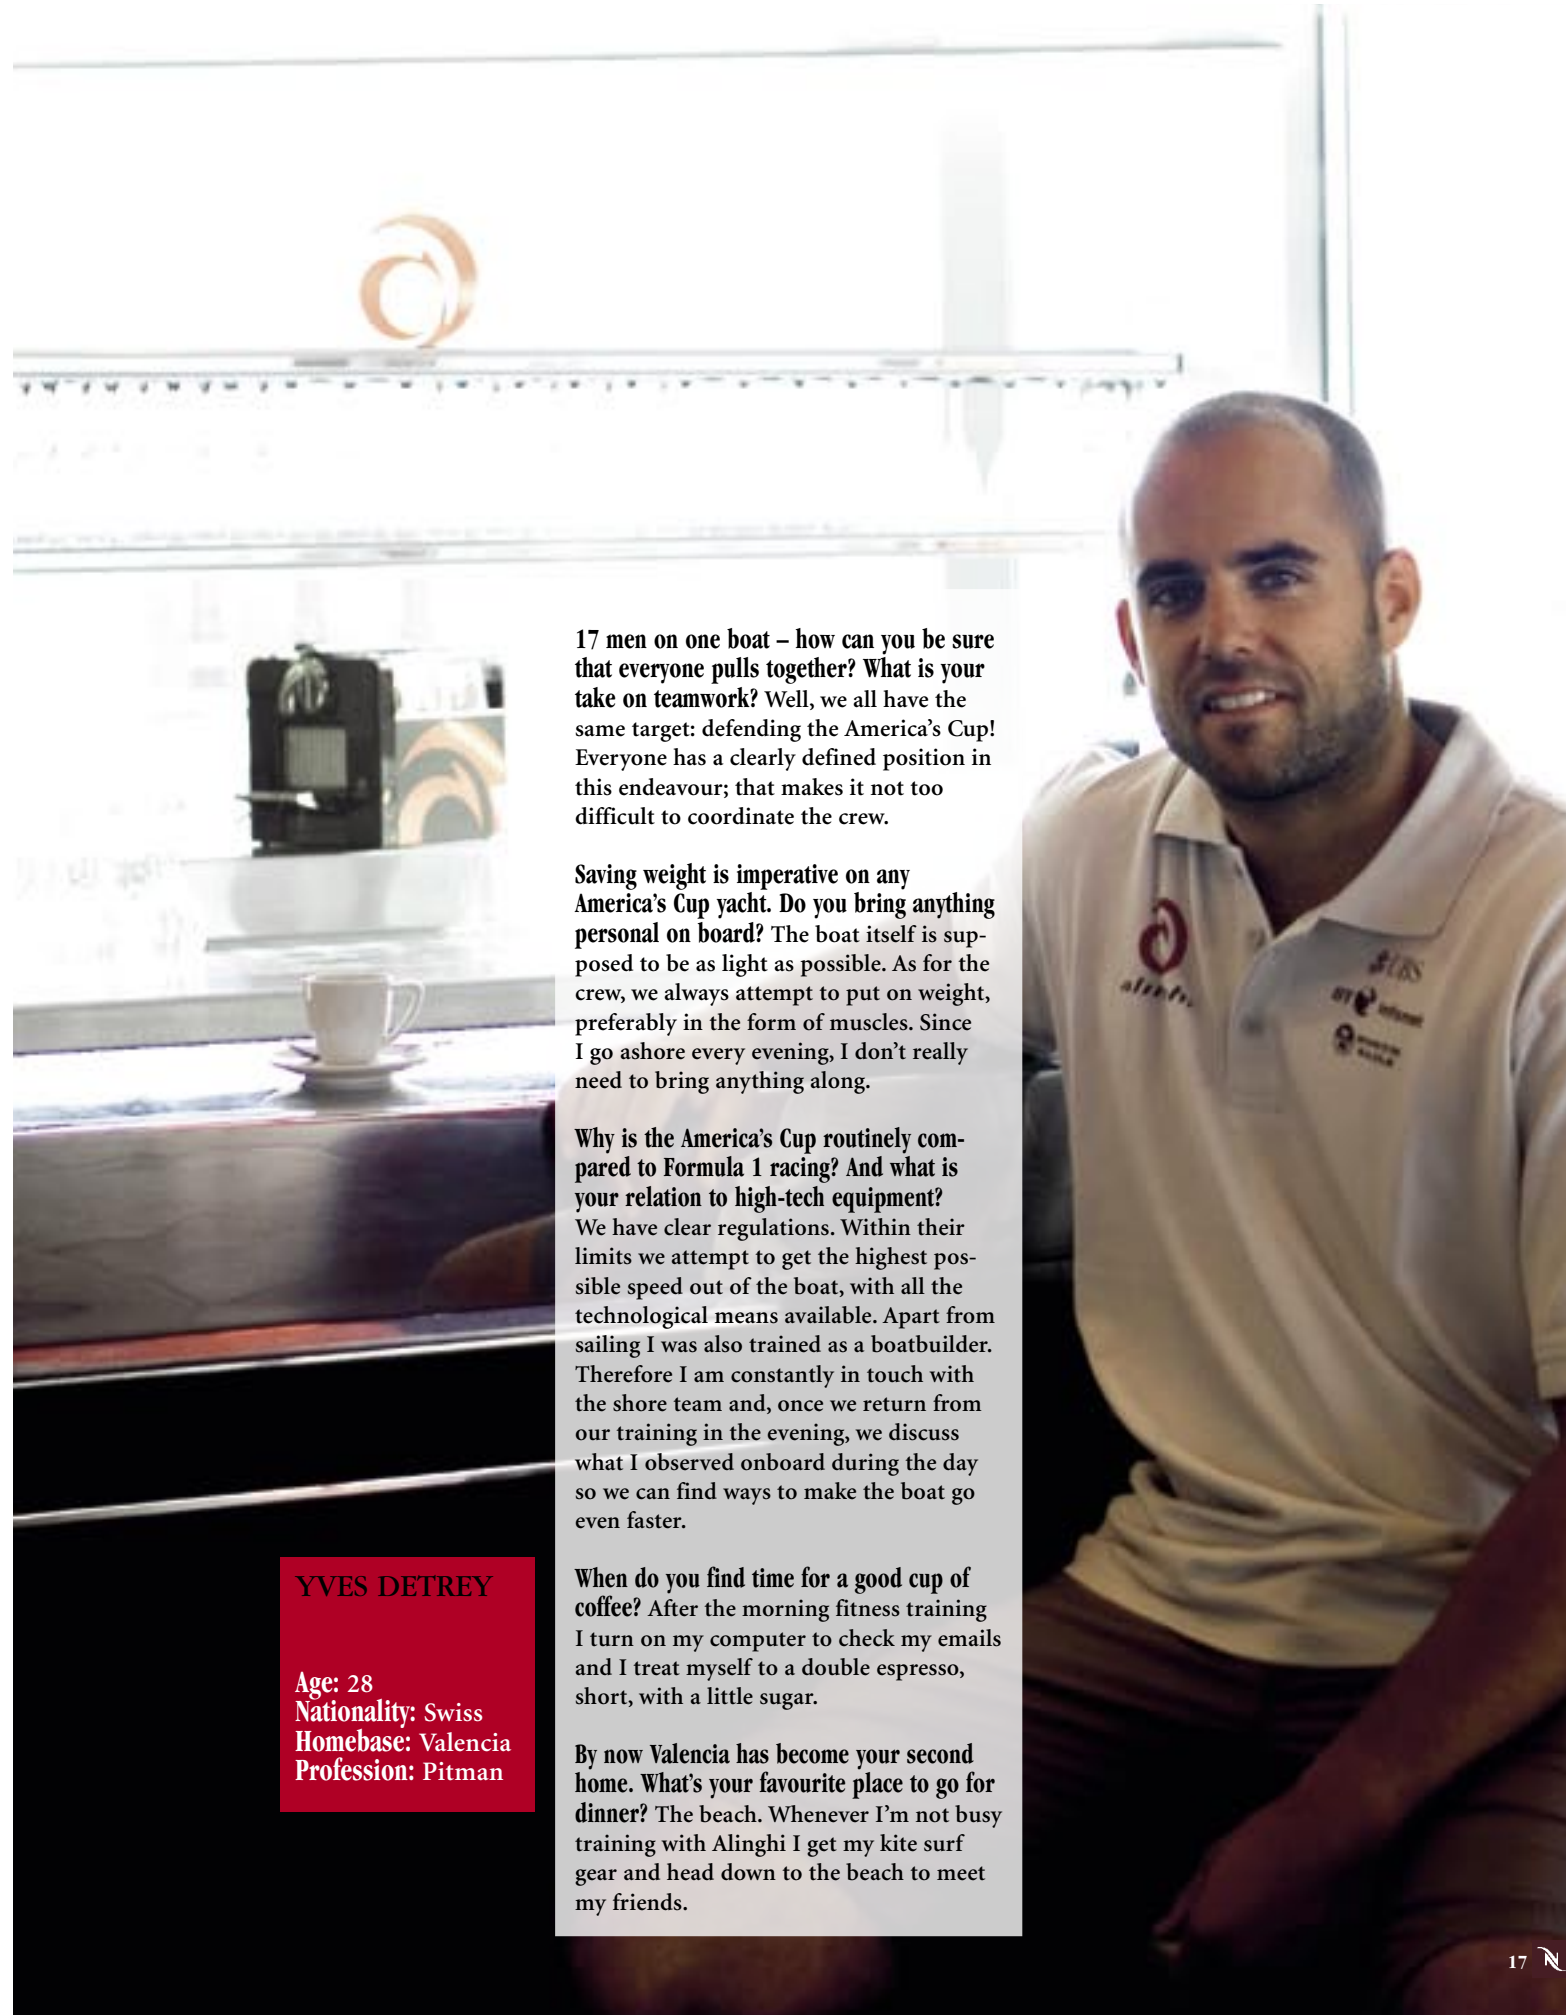 17 men on one boat – how can you be sure
that everyone pulls together? What is your
take on teamwork? Well, we all have the
same target: defending the America’s Cup!
Everyone has a clearly defined position in
this endeavour; that makes it not too
difficult to coordinate the crew.
Saving weight is imperative on any
America’s Cup yacht. Do you bring anything
personal on board? The boat itself is sup-
posed to be as light as possible. As for the
crew, we always attempt to put on weight,
preferably in the form of muscles. Since
I go ashore every evening, I don’t really
need to bring anything along.
Why is the America’s Cup routinely com-
pared to Formula 1 racing? And what is
your relation to high-tech equipment?
We have clear regulations. Within their
limits we attempt to get the highest pos-
sible speed out of the boat, with all the
technological means available. Apart from
sailing I was also trained as a boatbuilder.
Therefore I am constantly in touch with
the shore team and, once we return from
our training in the evening, we discuss
what I observed onboard during the day
so we can find ways to make the boat go
even faster.
When do you find time for a good cup of
coffee? After the morning fitness training
I turn on my computer to check my emails
and I treat myself to a double espresso,
short, with a little sugar.
By now Valencia has become your second
home. What’s your favourite place to go for
dinner? The beach. Whenever I’m not busy
training with Alinghi I get my kite surf
gear and head down to the beach to meet
my friends.
YVES DETREY
Age: 28
Nationality: Swiss
Homebase: Valencia
Profession: Pitman
alinghi
UBS
BT infonet
17 N